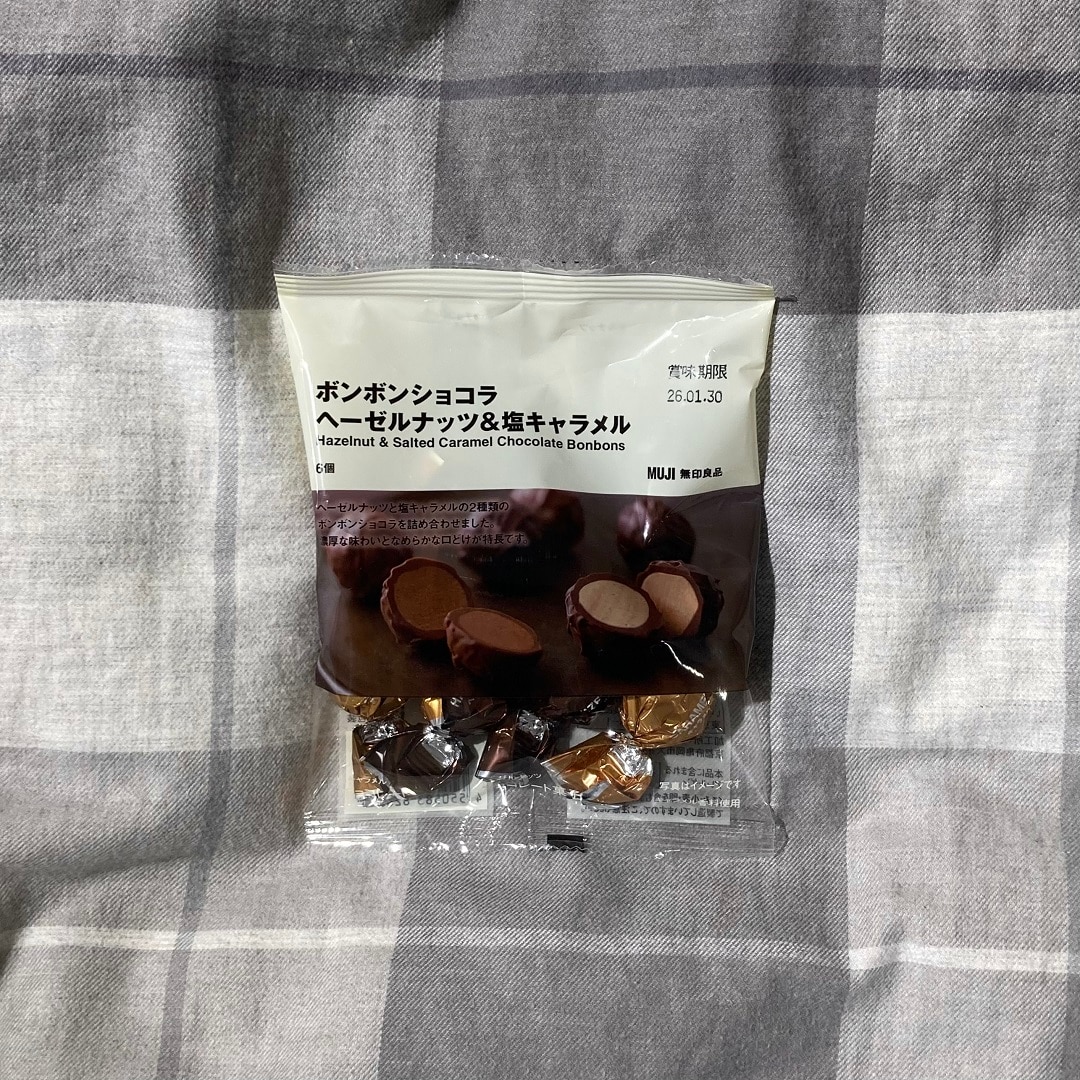 賞味期限
26.01.30
ボンボンショコラ
ヘーゼルナッツ&塩キャラメル
Hazelnut & Salted Caramel Chocolate Bonbons
6個
MUJI 無印良品
ヘーゼルナッツと塩キャラメルの2種類の
ボンボンショコラを詰め合わせました。
濃厚な味わいとなめらかな口どけが特長です。
写真はイメージです
香料使用